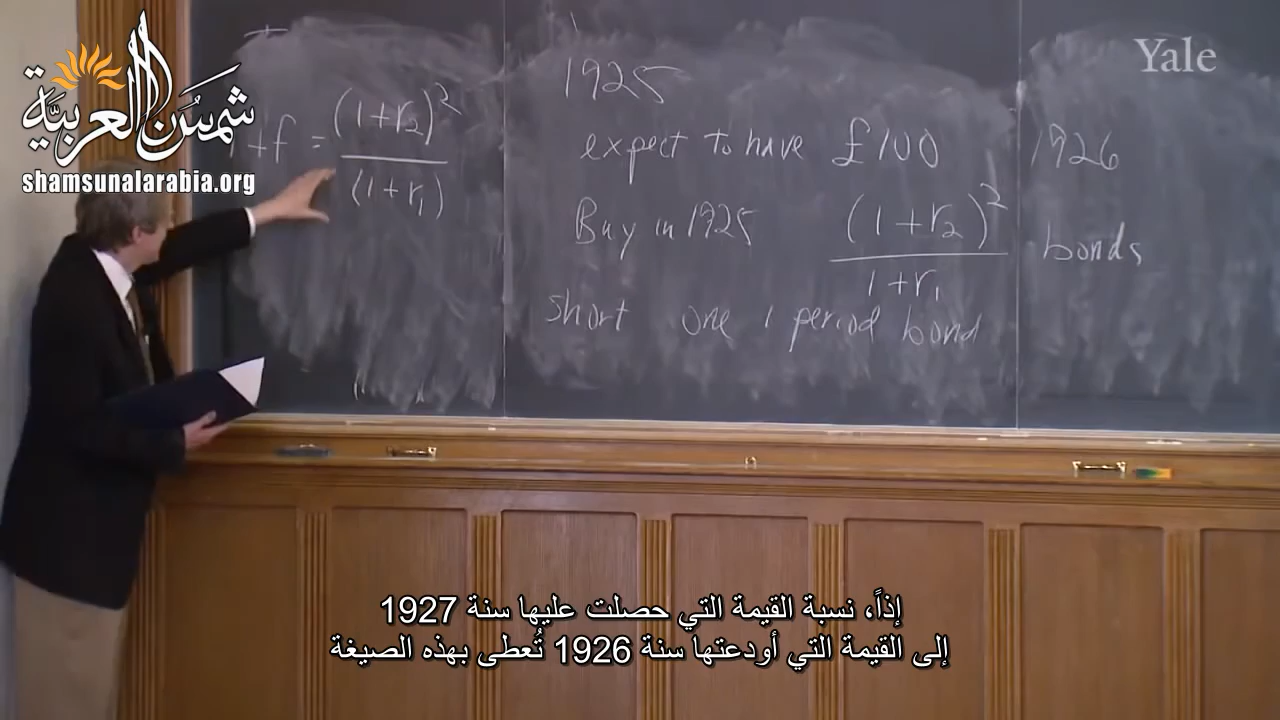 شمسُ العربيّة
shamsunalarabia.org
Yale
1+f = (1+r₂)² / (1+r₁)
1925
expect to have £100 1926
Buy in 1925 (1+r₂)² / 1+r₁ bonds
short one 1 period bond
إذاً، نسبة القيمة التي حصلت عليها سنة 1927
إلى القيمة التي أودعتها سنة 1926 تُعطى بهذه الصيغة